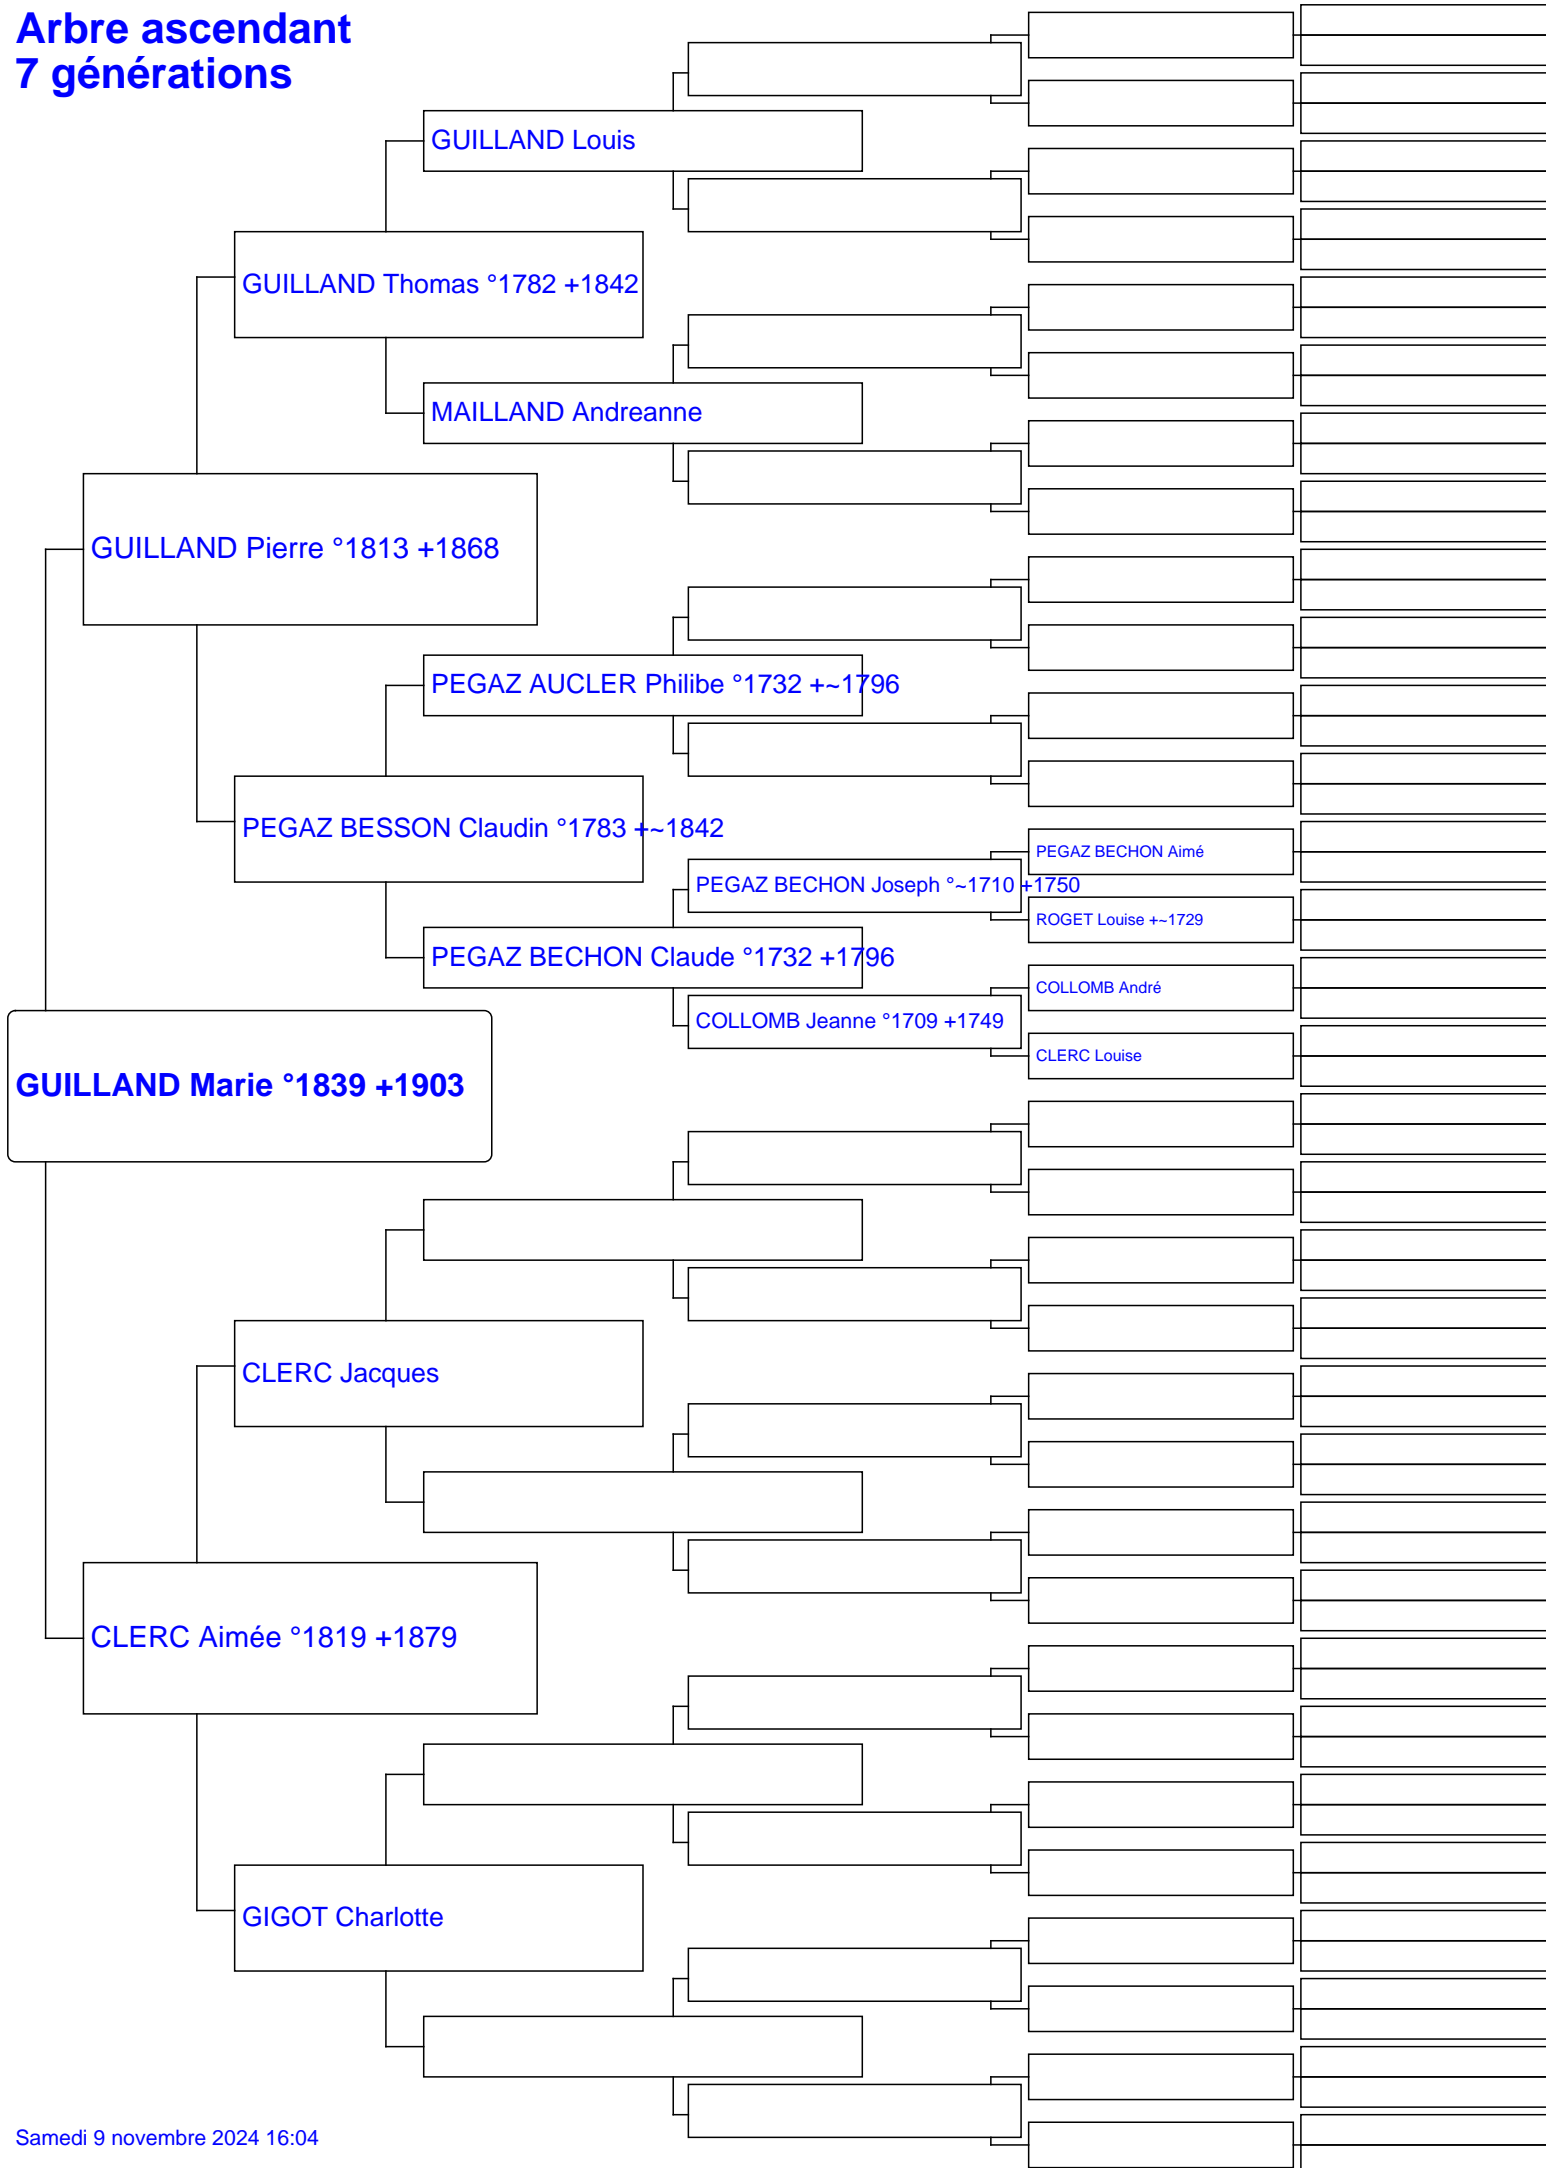 Arbre ascendant
7 générations
GUILLAND Louis
GUILLAND Thomas °1782 +1842
MAILLAND Andreanne
GUILLAND Pierre °1813 +1868
PEGAZ AUCLER Philibe °1732 +~1796
PEGAZ BESSON Claudin °1783 +~1842
PEGAZ BECHON Aimé
PEGAZ BECHON Joseph °~1710 +1750
ROGET Louise +~1729
PEGAZ BECHON Claude °1732 +1796
COLLOMB André
COLLOMB Jeanne °1709 +1749
CLERC Louise
GUILLAND Marie °1839 +1903
CLERC Jacques
CLERC Aimée °1819 +1879
GIGOT Charlotte
Samedi 9 novembre 2024 16:04